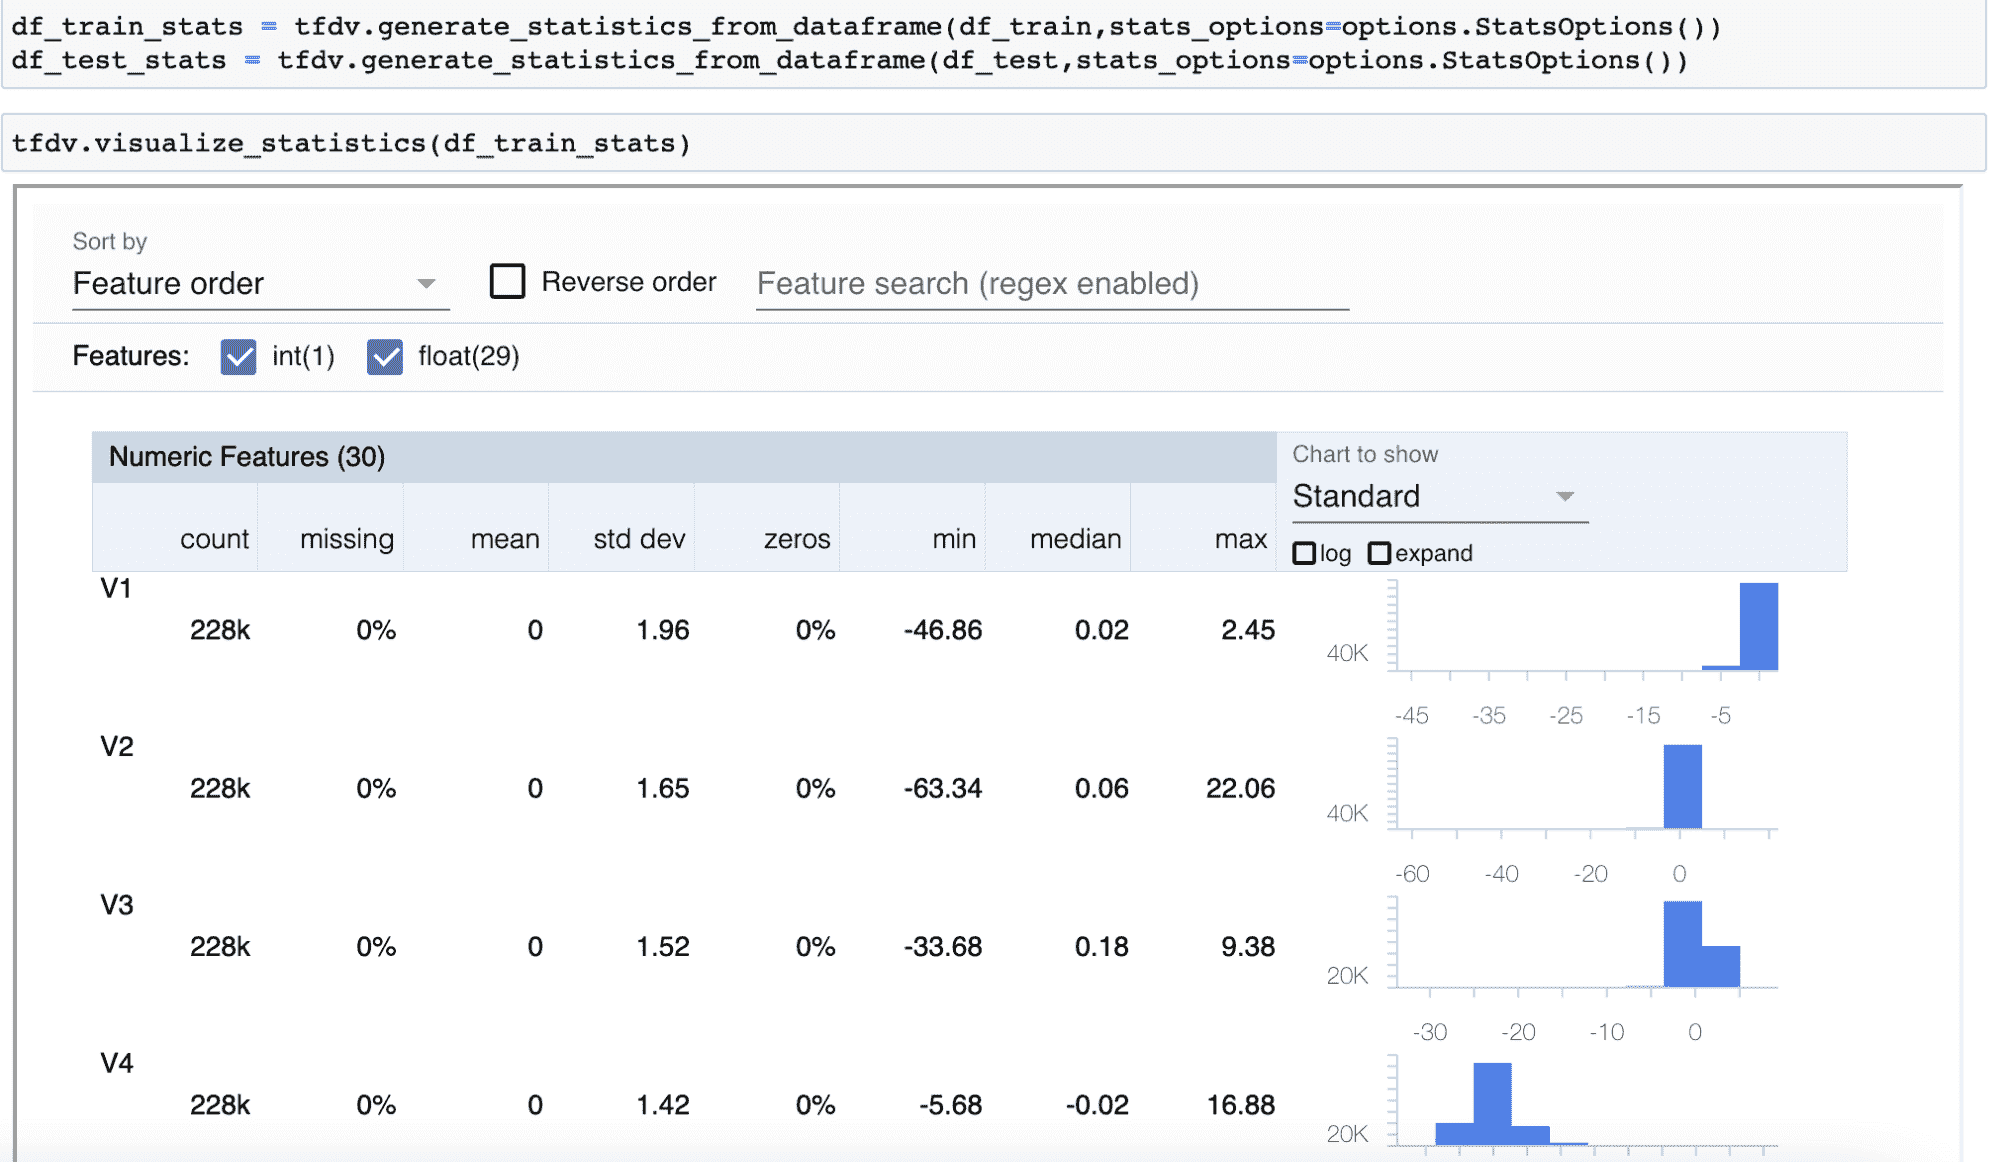 df_train_stats = tfdv.generate_statistics_from_dataframe(df_train,stats_options=options.StatsOptions())
df_test_stats = tfdv.generate_statistics_from_dataframe(df_test,stats_options=options.StatsOptions())
tfdv.visualize_statistics(df_train_stats)
Sort by
Feature order
Reverse order
Feature search (regex enabled)
Features: int(1) float(29)
Numeric Features (30)
Chart to show
Standard
count missing mean std dev zeros min median max
log expand
V1
228k 0% 0 1.96 0% -46.86 0.02 2.45
40K
-45 -35 -25 -15 -5
V2
228k 0% 0 1.65 0% -63.34 0.06 22.06
40K
-60 -40 -20 0
V3
228k 0% 0 1.52 0% -33.68 0.18 9.38
20K
-30 -20 -10 0
V4
228k 0% 0 1.42 0% -5.68 -0.02 16.88
20K